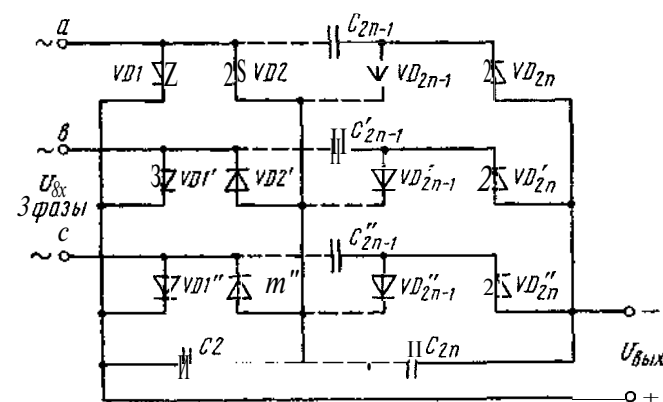 a
C2n-1
~
VD1
VD2
VD2n-1
VD2n
в
C'2n-1
~
Uвх
3 фазы
VD1'
VD2'
VD'2n-1
VD'2n
c
C"2n-1
~
VD1"
m"
VD"2n-1
VD"2n
−
C2
C2n
Uвых
+